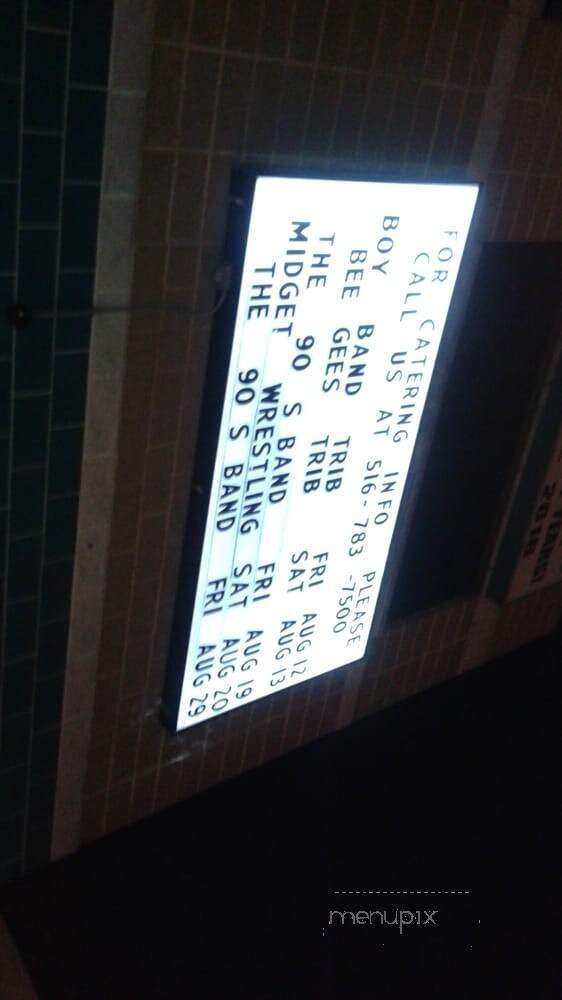 FOR CATERING INFO PLEASE
CALL US AT 516-783-7500
BOY BAND TRIB FRI AUG 12
BEE GEES TRIB SAT AUG 13
THE 90 S BAND FRI AUG 19
MIDGET WRESTLING SAT AUG 20
THE 90 S BAND FRI AUG 29
2016
menupix